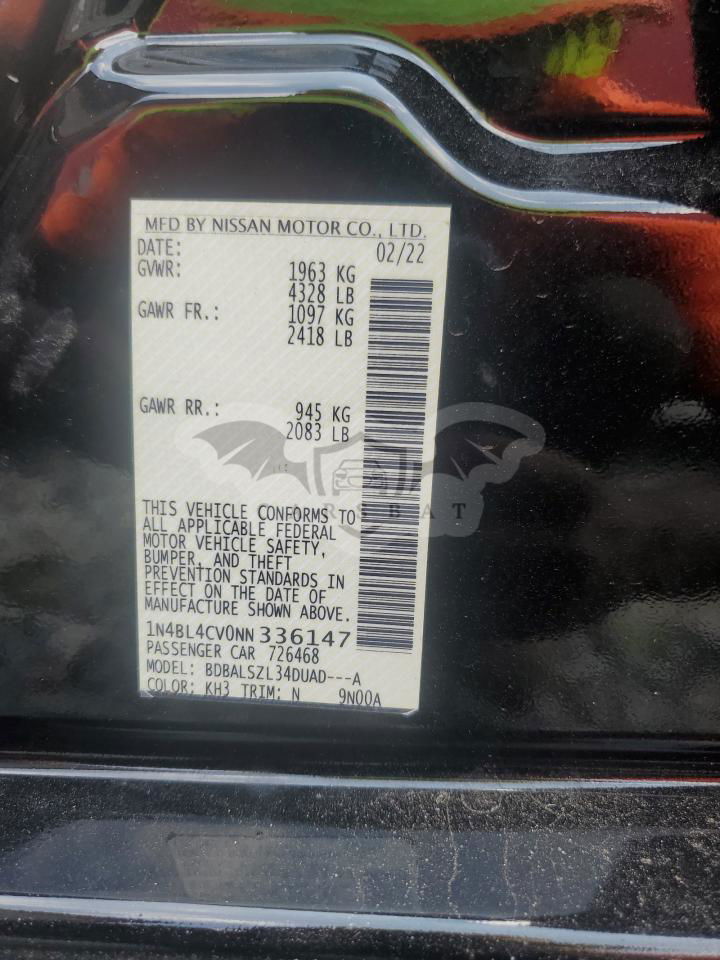 MFD BY NISSAN MOTOR CO., LTD.
DATE: 02/22
GVWR: 1963 KG
4328 LB
GAWR FR.: 1097 KG
2418 LB
GAWR RR.: 945 KG
2083 LB
THIS VEHICLE CONFORMS TO
ALL APPLICABLE FEDERAL
MOTOR VEHICLE SAFETY,
BUMPER, AND THEFT
PREVENTION STANDARDS IN
EFFECT ON THE DATE OF
MANUFACTURE SHOWN ABOVE.
1N4BL4CV0NN336147
PASSENGER CAR 726468
MODEL: BDBALSZL34DUAD---A
COLOR: KH3 TRIM: N 9N00A